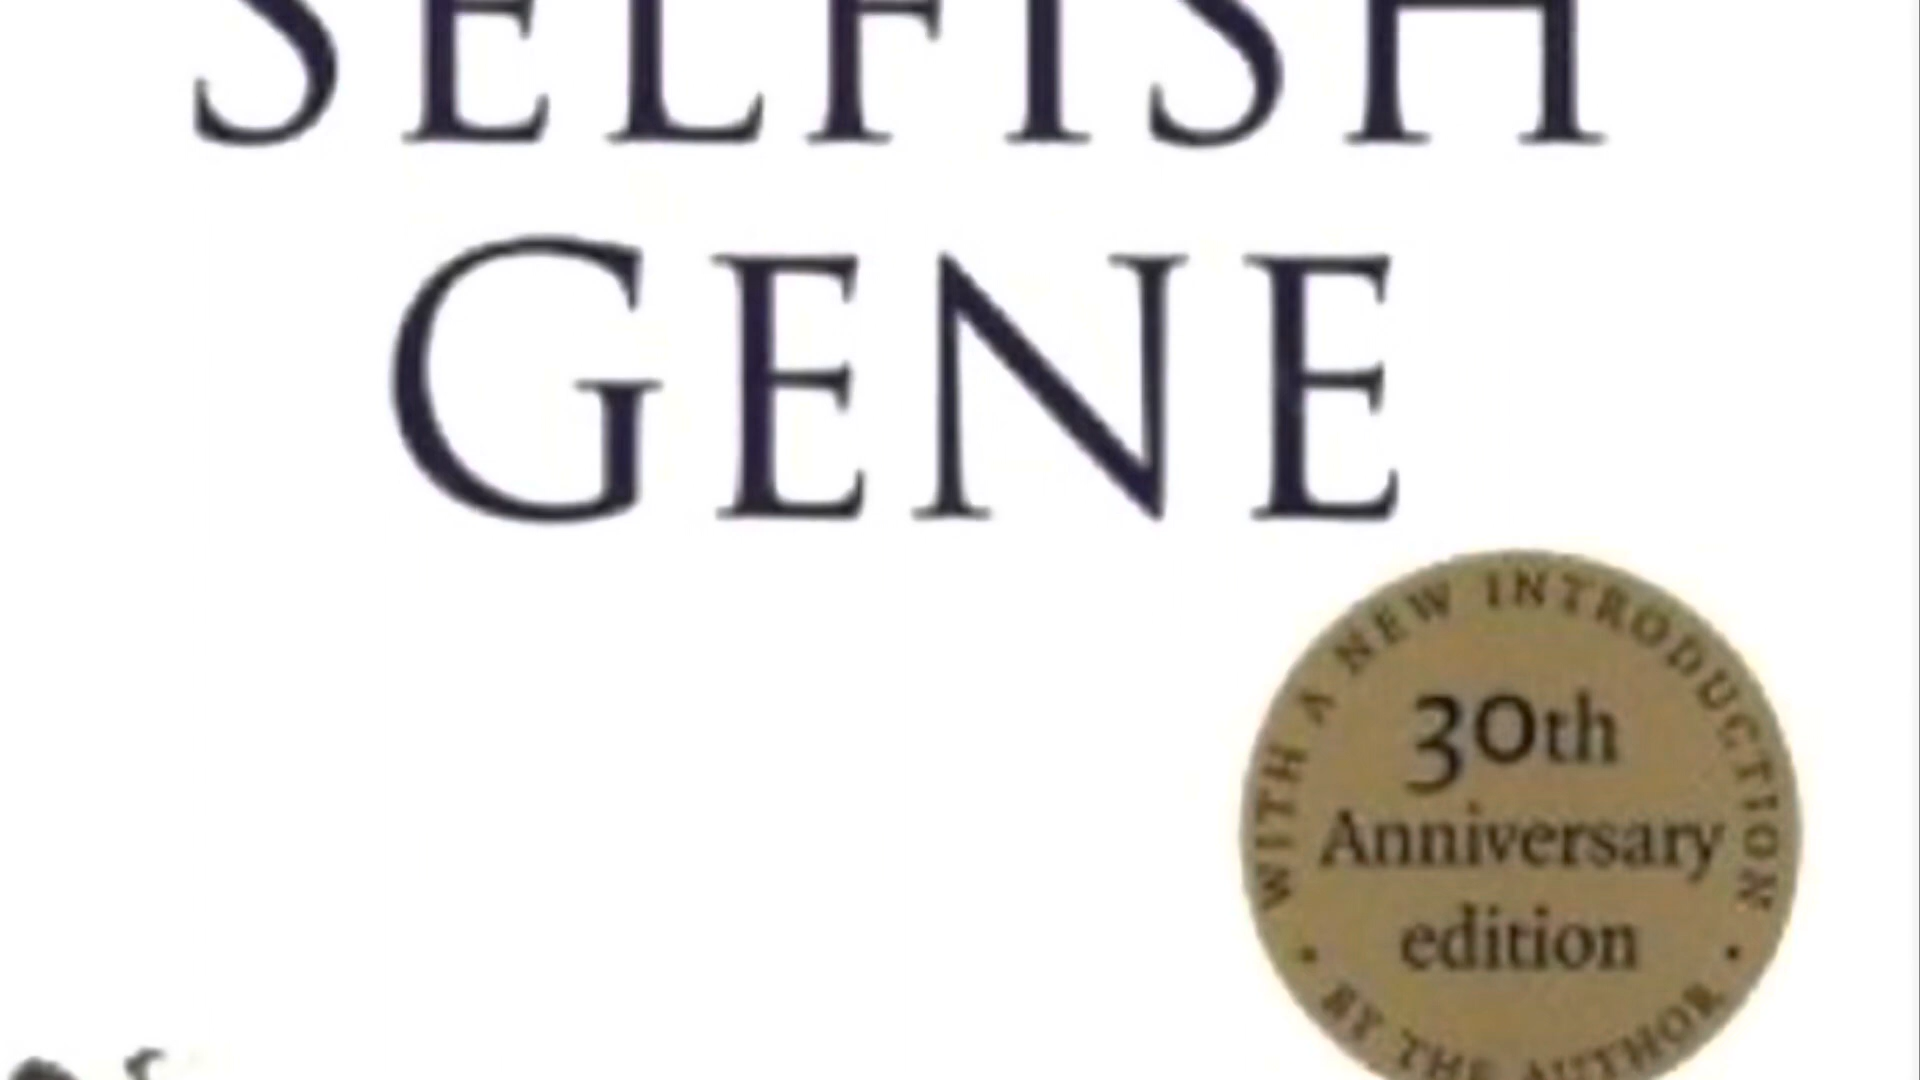 SELFISH
GENE
WITH A NEW INTRODUCTION
30th
Anniversary
edition
• BY THE AUTHOR •